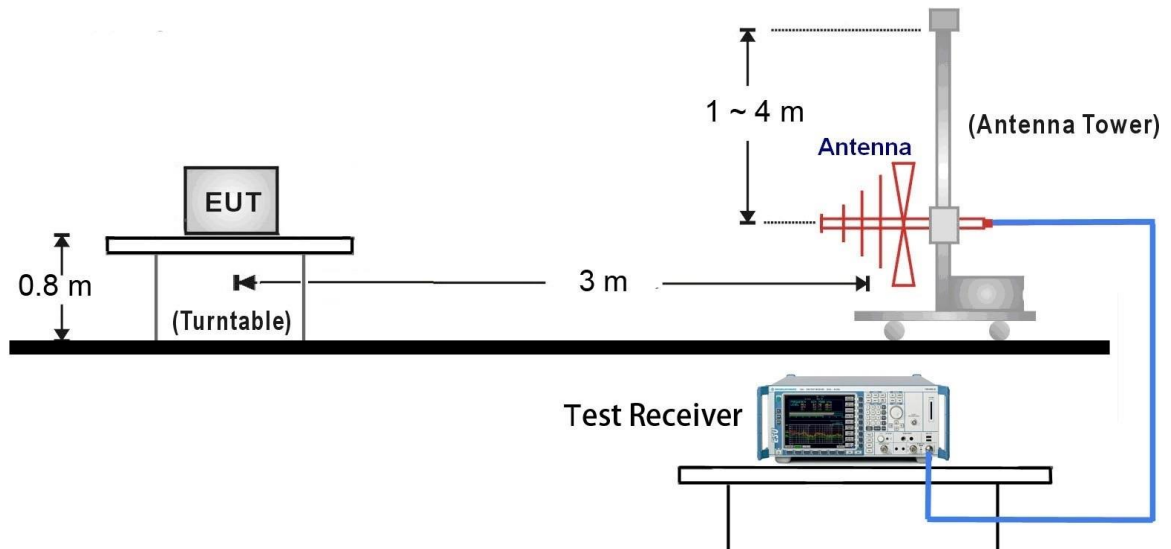 1 ~ 4 m
(Antenna Tower)
Antenna
EUT
0.8 m
3 m
(Turntable)
Test Receiver